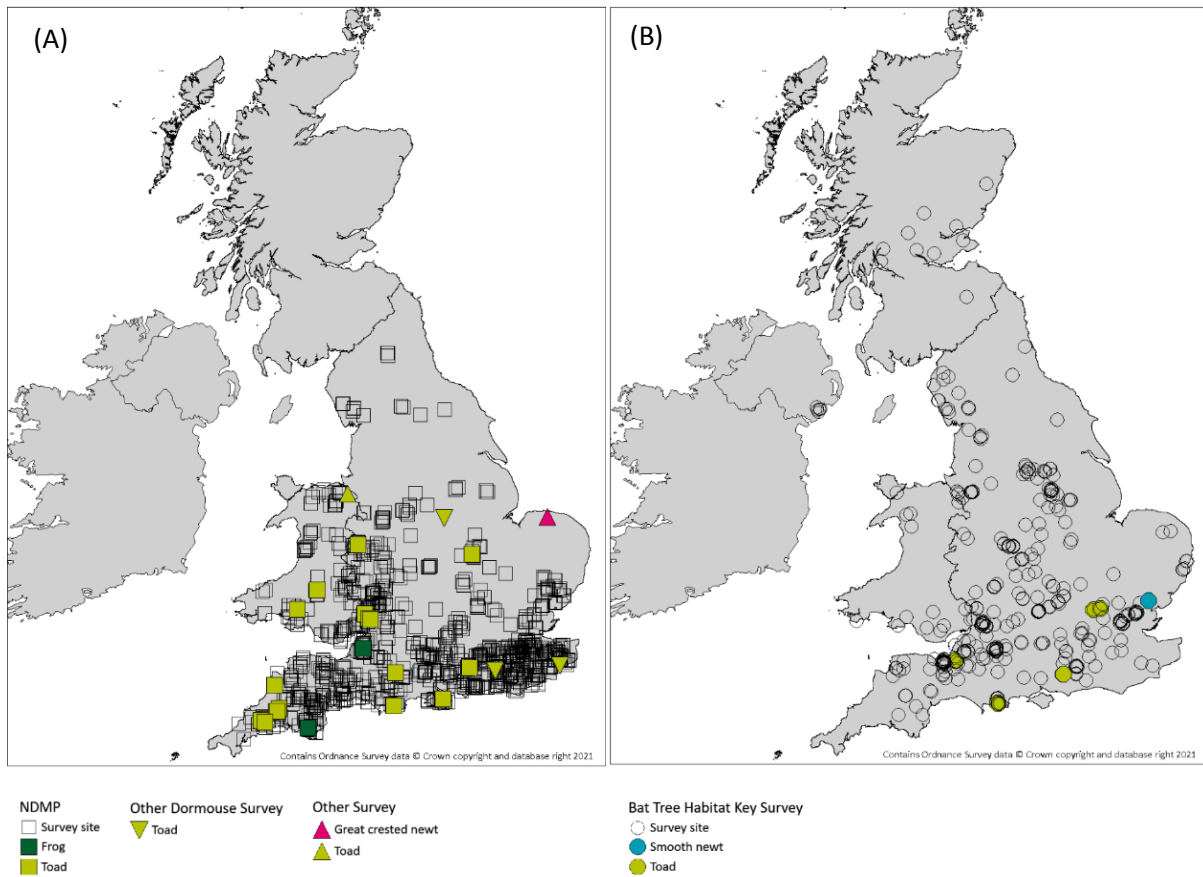 (A)
(B)
Contains Ordnance Survey data © Crown copyright and database right 2021
Contains Ordnance Survey data © Crown copyright and database right 2021
NDMP
Survey site
Frog
Toad
Other Dormouse Survey
Toad
Other Survey
Great crested newt
Toad
Bat Tree Habitat Key Survey
Survey site
Smooth newt
Toad